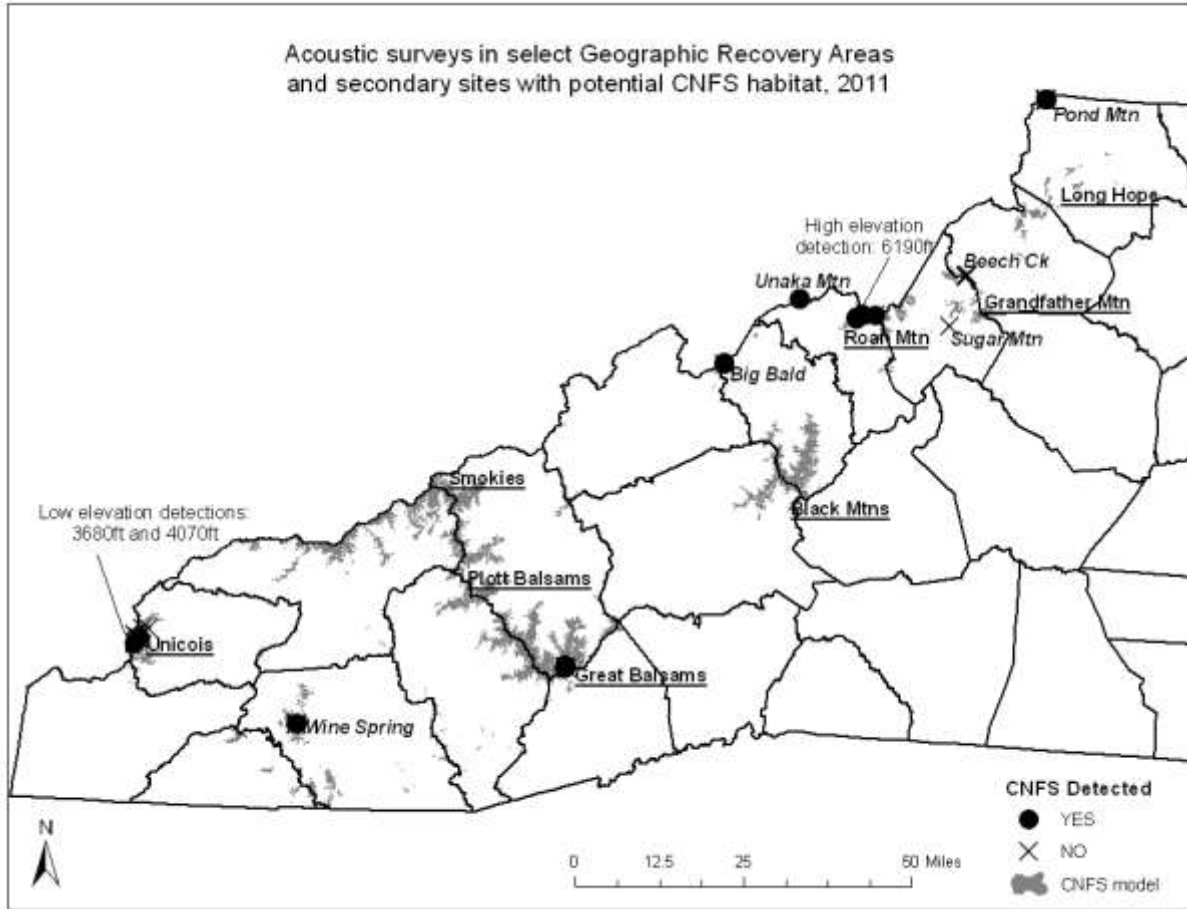 Acoustic surveys in select Geographic Recovery Areas
and secondary sites with potential CNFS habitat, 2011
Pond Mtn
Long Hope
High elevation
detection: 6190ft
Beech Ck
Unaka Mtn
Grandfather Mtn
Roan Mtn
Sugar Mtn
Big Bald
Smokies
Black Mtns
Low elevation detections:
3680ft and 4070ft
Plott Balsams
Unicois
Great Balsams
Wine Spring
CNFS Detected
YES
NO
CNFS model
N
0 12.5 25 50 Miles